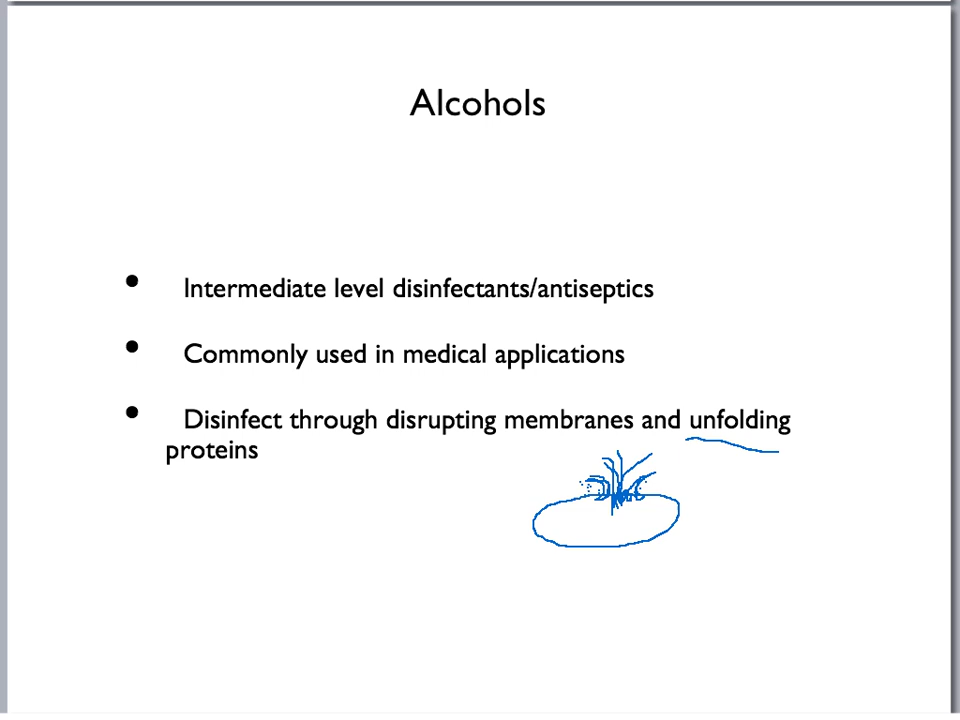 Alcohols
• Intermediate level disinfectants/antiseptics
• Commonly used in medical applications
• Disinfect through disrupting membranes and unfolding
proteins